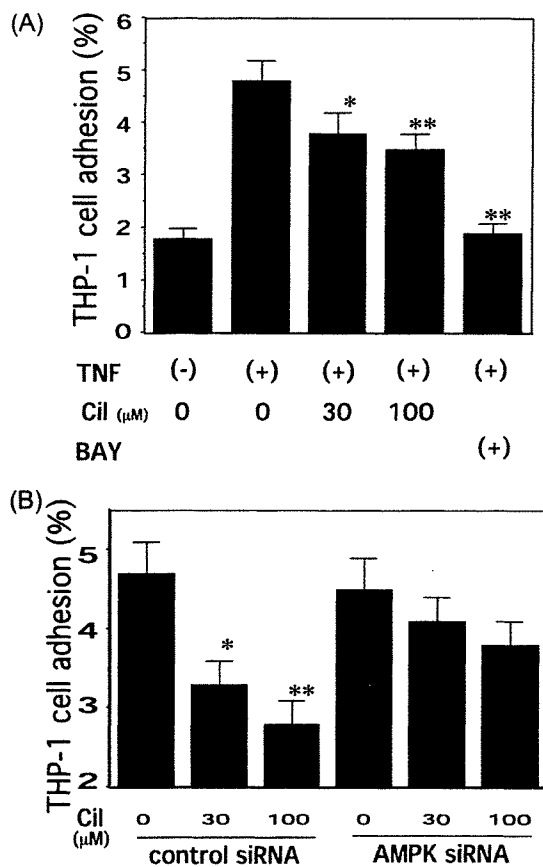 (A)
THP-1 cell adhesion (%)
6
5
4
3
2
1
0
*
**
**
TNF (-) (+) (+) (+) (+)
Cil (μM) 0 0 30 100
BAY (+)
(B)
THP-1 cell adhesion (%)
5
4
3
2
*
**
Cil (μM) 0 30 100 0 30 100
control siRNA AMPK siRNA